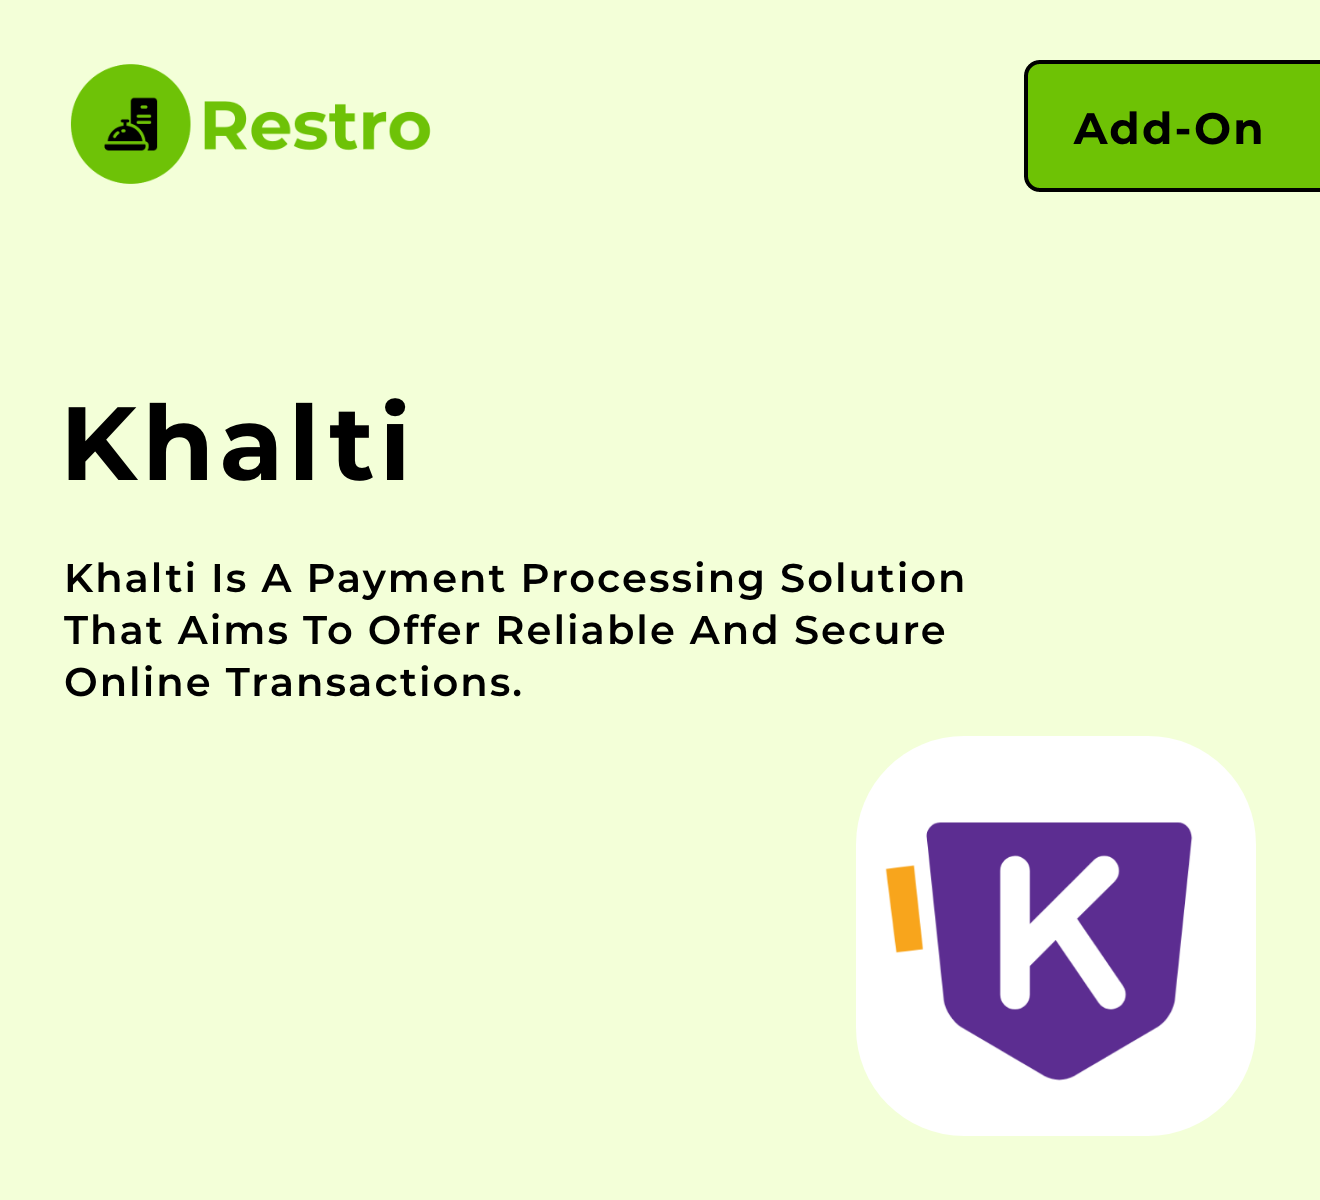 Restro
Add-On
Khalti
Khalti Is A Payment Processing Solution
That Aims To Offer Reliable And Secure
Online Transactions.
K